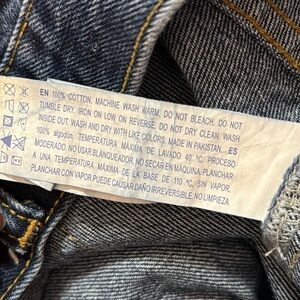 EN 100% COTTON. MACHINE WASH WARM. DO NOT BLEACH. DO NOT
TUMBLE DRY. IRON ON LOW ON REVERSE. DO NOT DRY CLEAN. WASH
INSIDE OUT. WASH AND DRY WITH LIKE COLORS. MADE IN PAKISTAN. ES
100% algodón. TEMPERATURA MÁXIMA DE LAVADO 40 °C; PROCESO
MODERADO. NO USAR BLANQUEADOR. NO SECAR EN MÁQUINA. PLANCHAR
A UNA TEMPERATURA MÁXIMA DE LA BASE DE 110 °C, SIN VAPOR.
PLANCHAR CON VAPOR PUEDE CAUSAR DAÑO IRREVERSIBLE. NO LIMPIEZA